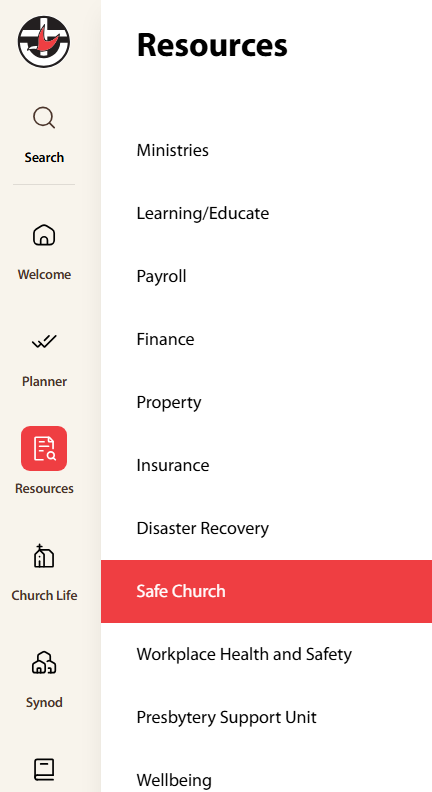 Search
Welcome
Planner
Resources
Church Life
Synod
Resources
Ministries
Learning/Educate
Payroll
Finance
Property
Insurance
Disaster Recovery
Safe Church
Workplace Health and Safety
Presbytery Support Unit
Wellbeing